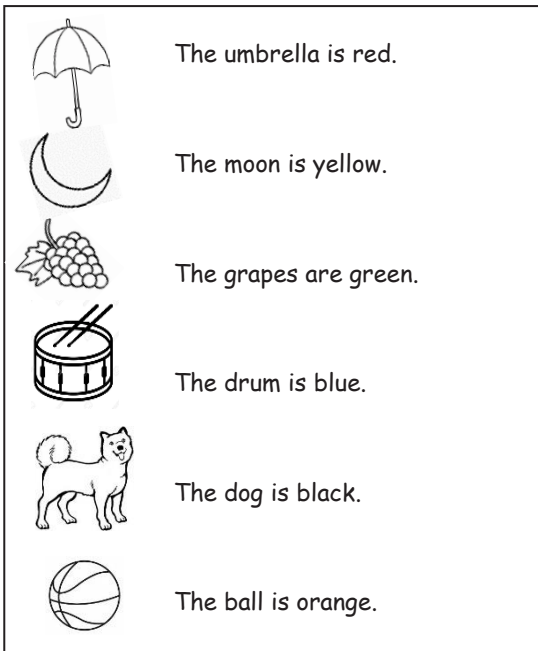 The umbrella is red.
The moon is yellow.
The grapes are green.
The drum is blue.
The dog is black.
The ball is orange.